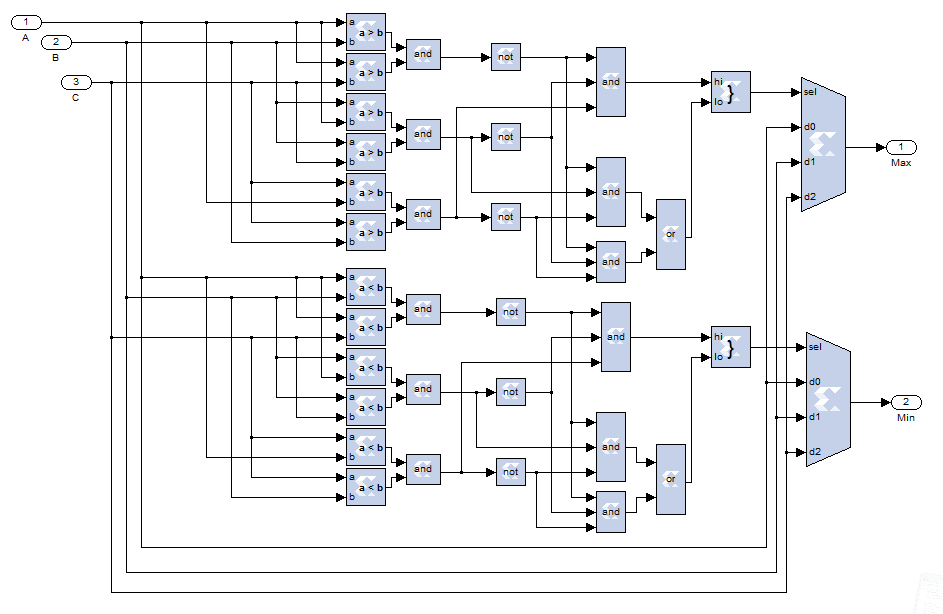 1
A
2
B
3
C
a
b
a > b
a
b
a > b
a
b
a > b
a
b
a > b
a
b
a > b
a
b
a > b
and
and
and
not
not
not
and
and
and
or
hi
lo
}
sel
d0
d1
d2
1
Max
a
b
a < b
a
b
a < b
a
b
a < b
a
b
a < b
a
b
a < b
a
b
a < b
and
and
and
not
not
not
and
and
and
or
hi
lo
}
sel
d0
d1
d2
2
Min